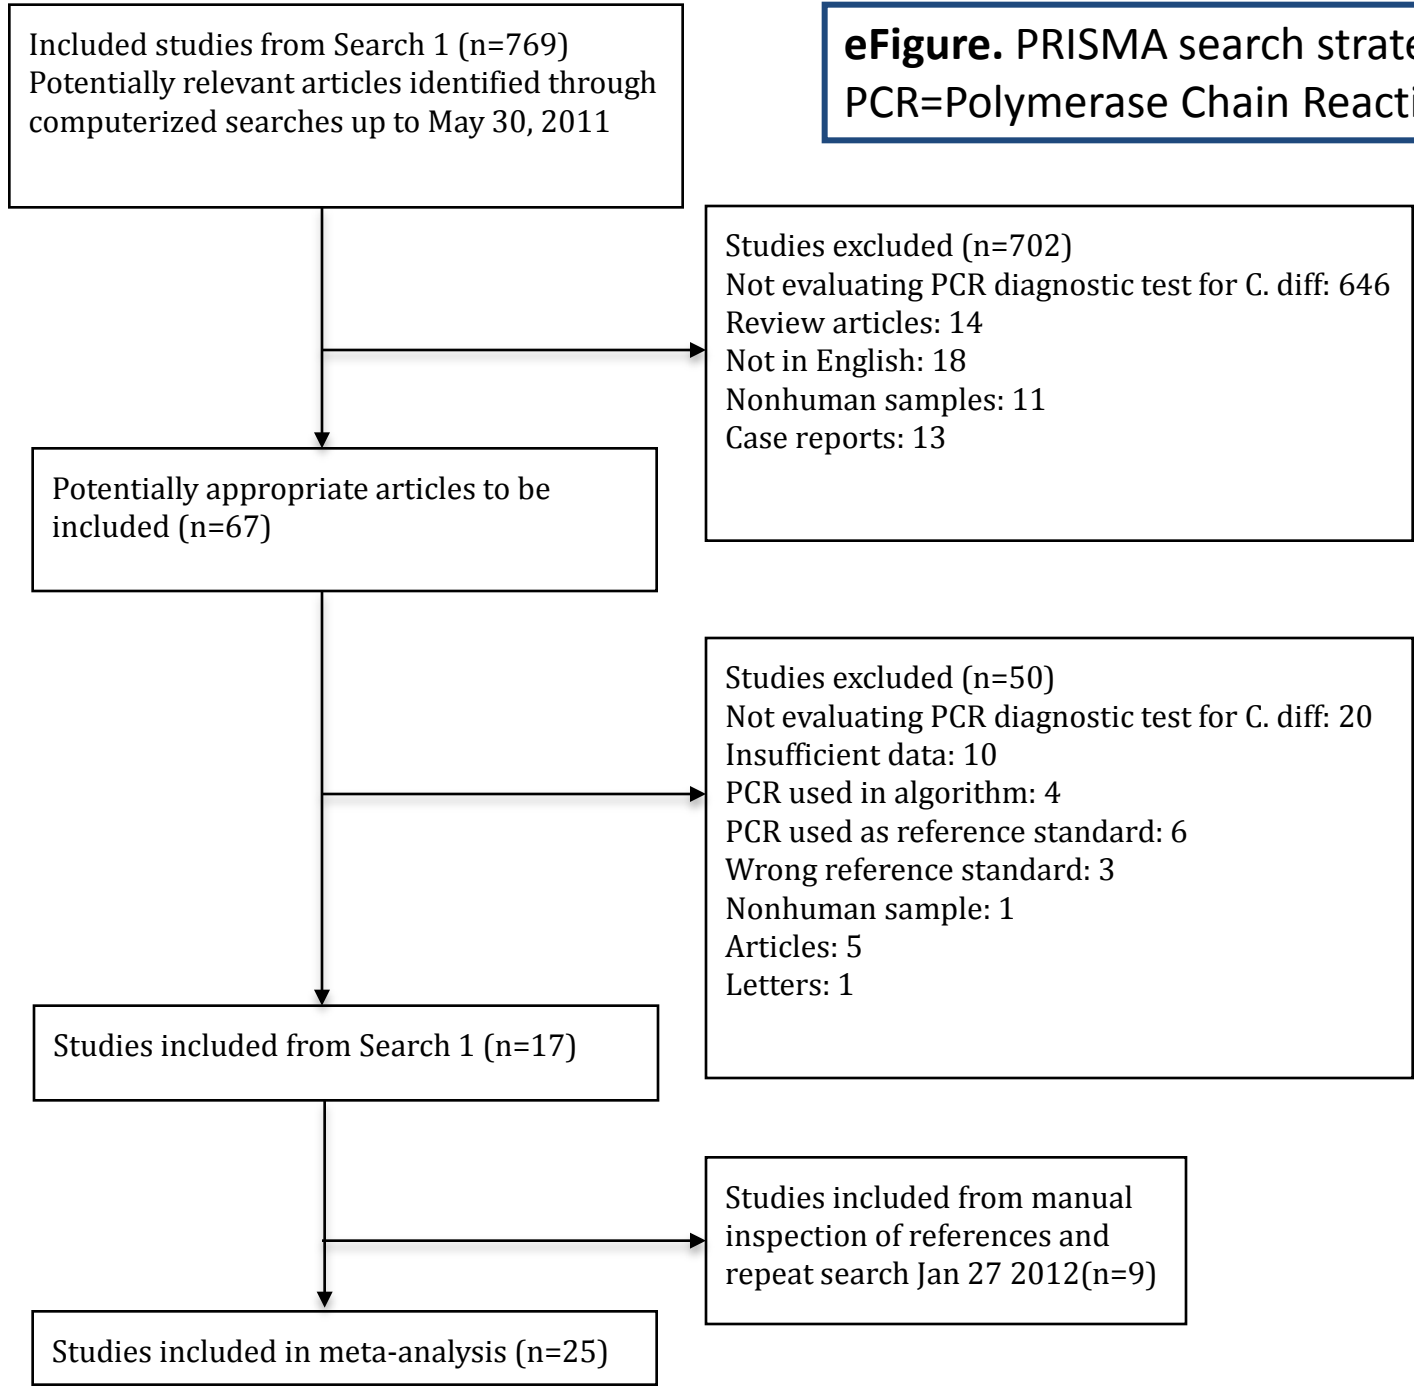 Included studies from Search 1 (n=769)
Potentially relevant articles identified through
computerized searches up to May 30, 2011
eFigure. PRISMA search strate
PCR=Polymerase Chain Reacti
Studies excluded (n=702)
Not evaluating PCR diagnostic test for C. diff: 646
Review articles: 14
Not in English: 18
Nonhuman samples: 11
Case reports: 13
Potentially appropriate articles to be
included (n=67)
Studies excluded (n=50)
Not evaluating PCR diagnostic test for C. diff: 20
Insufficient data: 10
PCR used in algorithm: 4
PCR used as reference standard: 6
Wrong reference standard: 3
Nonhuman sample: 1
Articles: 5
Letters: 1
Studies included from Search 1 (n=17)
Studies included from manual
inspection of references and
repeat search Jan 27 2012(n=9)
Studies included in meta-analysis (n=25)